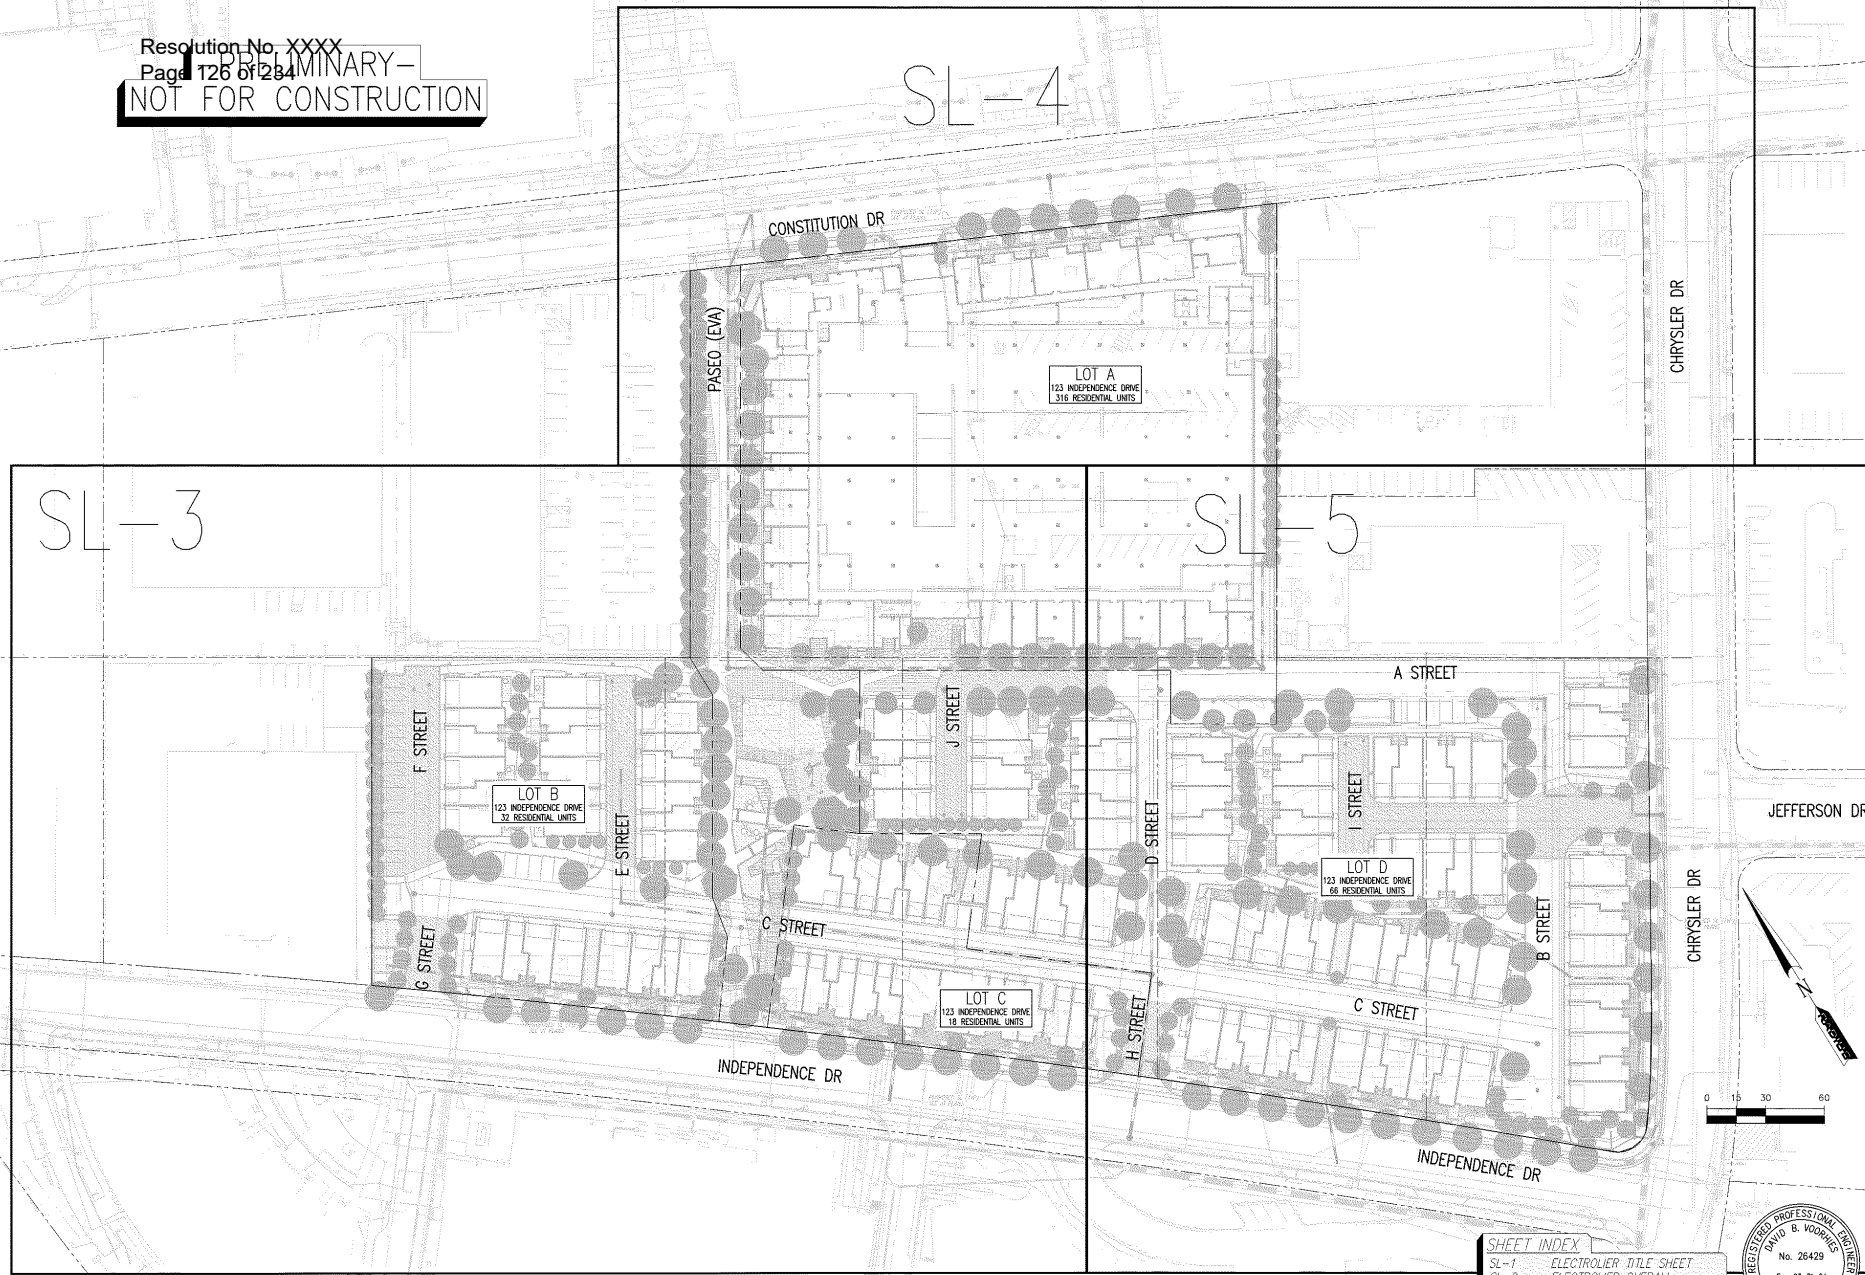 Resolution No. XXXX
Page 126 of 234
-PRELIMINARY-
NOT FOR CONSTRUCTION
SL-4
CONSTITUTION DR
PASEO (EVA)
CHRYSLER DR
LOT A
123 INDEPENDENCE DRIVE
316 RESIDENTIAL UNITS
SL-3
SL-5
A STREET
F STREET
J STREET
LOT B
123 INDEPENDENCE DRIVE
32 RESIDENTIAL UNITS
E STREET
D STREET
I STREET
JEFFERSON DR
LOT D
123 INDEPENDENCE DRIVE
66 RESIDENTIAL UNITS
CHRYSLER DR
B STREET
C STREET
G STREET
LOT C
123 INDEPENDENCE DRIVE
18 RESIDENTIAL UNITS
H STREET
C STREET
N
INDEPENDENCE DR
0 15 30 60
INDEPENDENCE DR
REGISTERED PROFESSIONAL ENGINEER
DAVID B. VOORHIES
No. 26429
SHEET INDEX
SL-1 ELECTROLIER TITLE SHEET